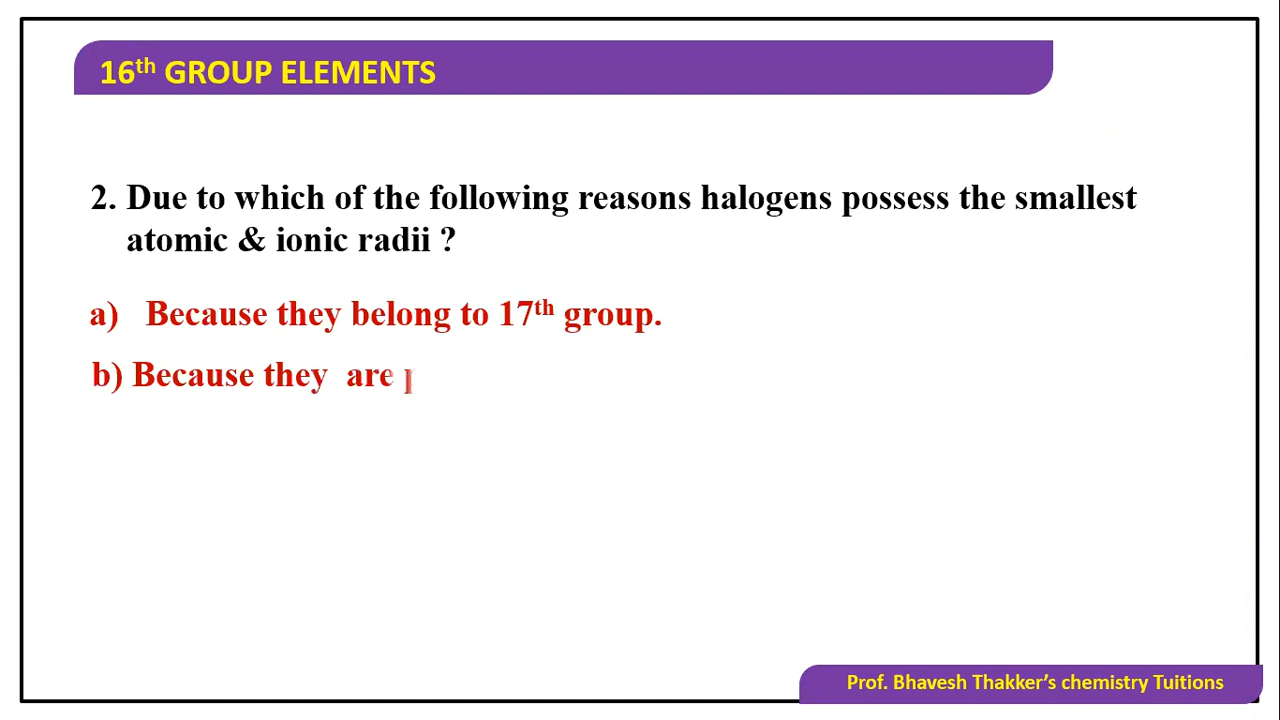 16th GROUP ELEMENTS
2. Due to which of the following reasons halogens possess the smallest
atomic & ionic radii ?
a) Because they belong to 17th group.
b) Because they are
Prof. Bhavesh Thakker's chemistry Tuitions